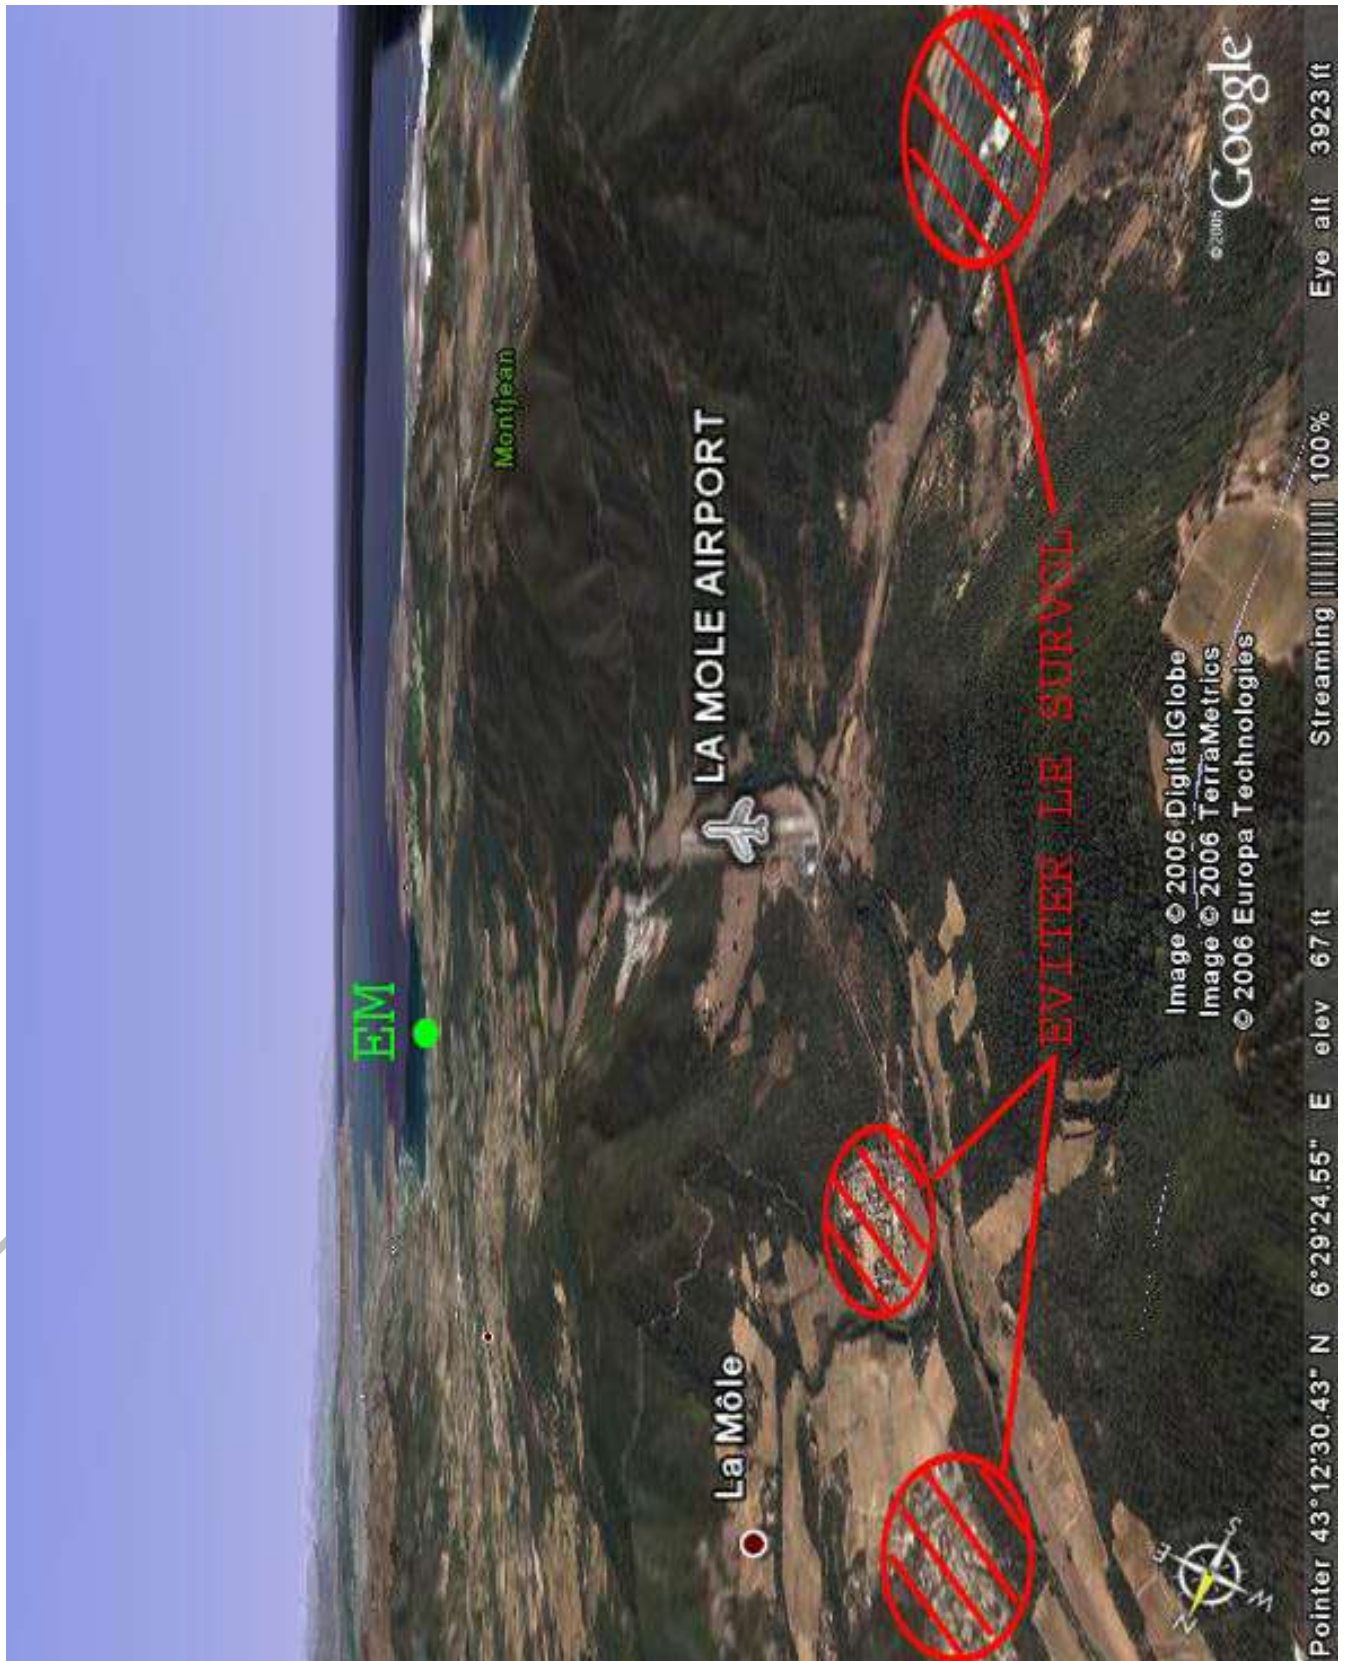 EM
Montjean
LA MOLE AIRPORT
La Môle
EVITER LE SURVOL
Image © 2006 DigitalGlobe
Image © 2006 TerraMetrics
© 2006 Europa Technologies
© 2005 Google
N
E
S
W
Pointer 43°12'30.43" N 6°29'24.55" E elev 67 ft Streaming |||||||||| 100% Eye alt 3923 ft